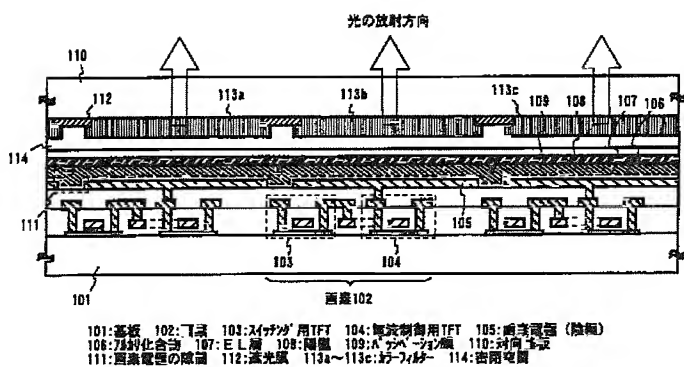 光の放射方向
110
112
113a
113b
113c
109 108 107 106
114
111
105
103
104
101
画素102
101:基板 102:画素 103:スイッチング用TFT 104:電流制御用TFT 105:画素電極(陰極)
106:アルカリ化合物 107:EL層 108:陽極 109:パッシベーション膜 110:対向基板
111:画素電極の隙間 112:遮光膜 113a～113c:カラーフィルター 114:密閉空間